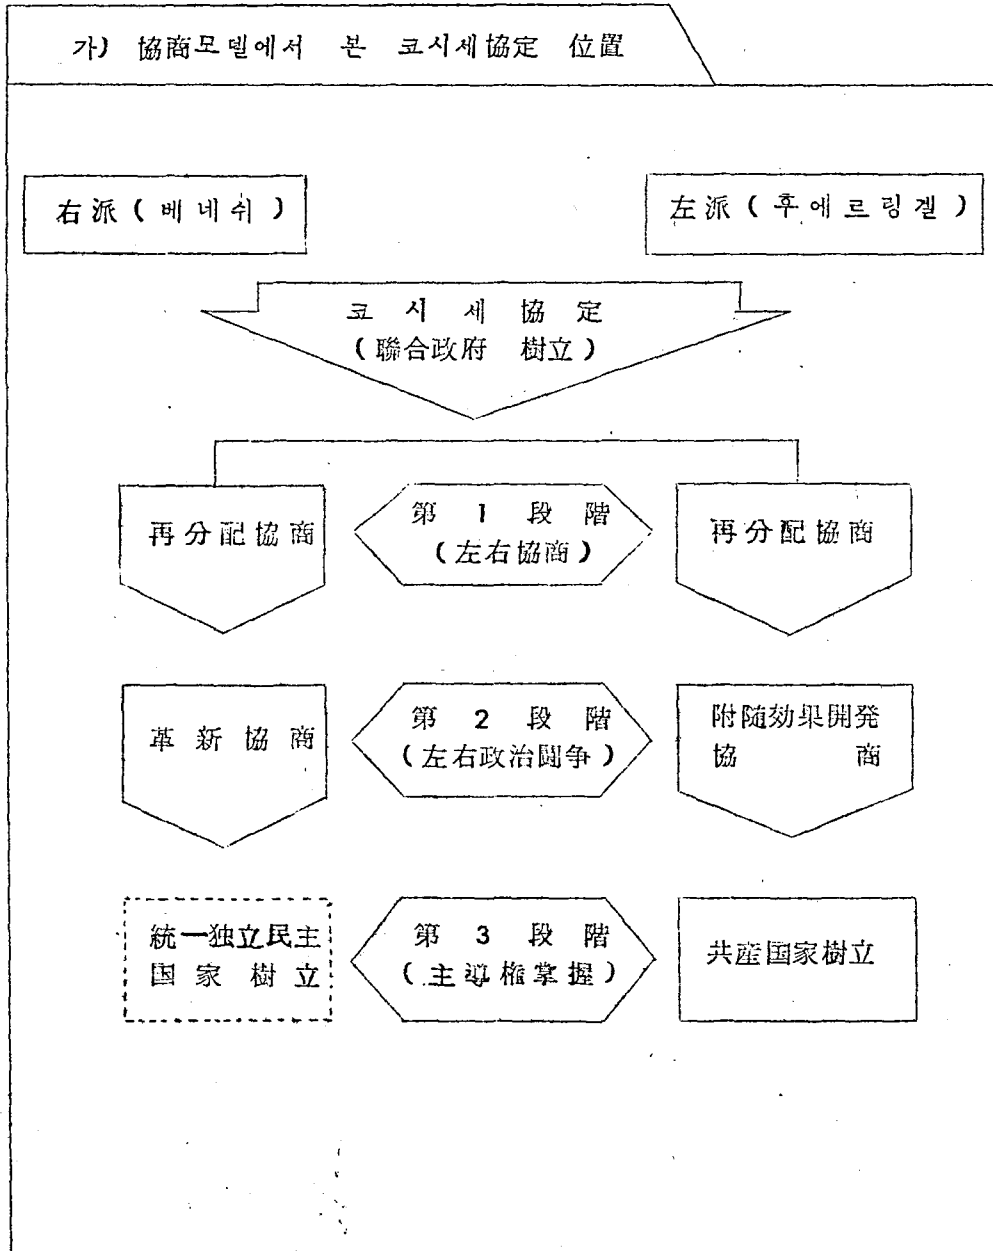 가) 協商모델에서 본 코시세協定 位置
右派(베네쉬)
左派(후에르링겔)
코시세協定
(聯合政府 樹立)
再分配協商
第1段階
(左右協商)
再分配協商
革新協商
第2段階
(左右政治闘争)
附随効果開発
協商
統一独立民主
国家樹立
第3段階
(主導権掌握)
共産国家樹立